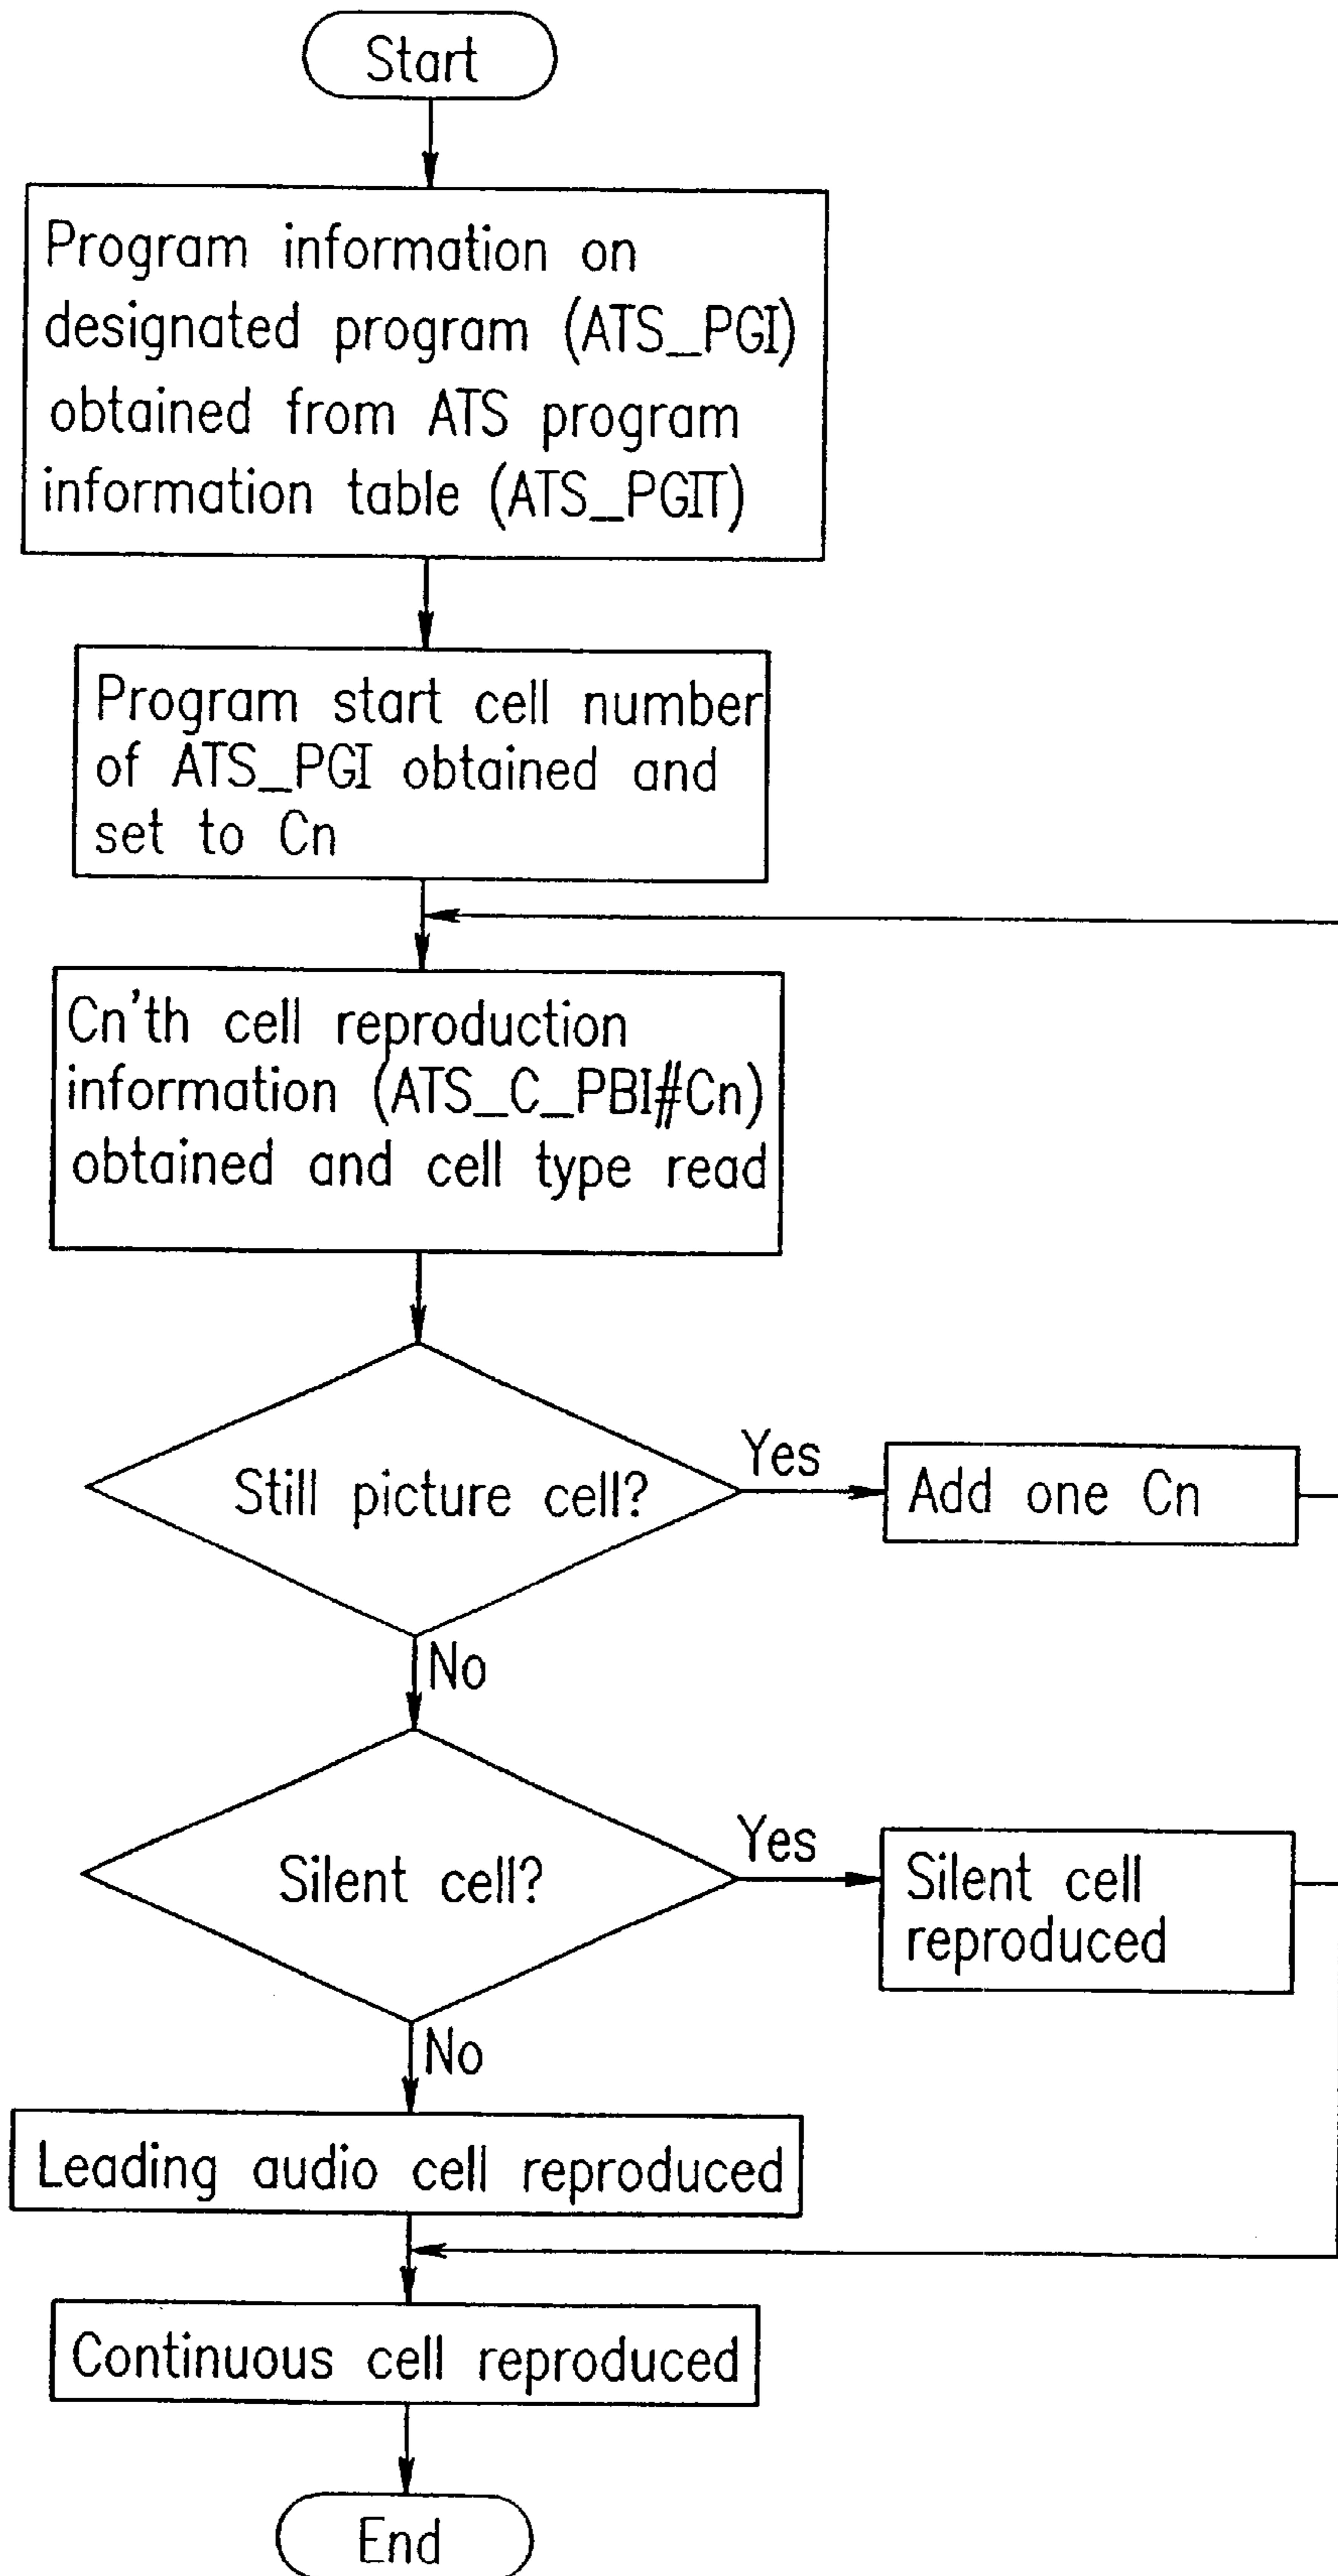 Start
Program information on
designated program (ATS_PGI)
obtained from ATS program
information table (ATS_PGIT)
Program start cell number
of ATS_PGI obtained and
set to Cn
Cn'th cell reproduction
information (ATS_C_PBI#Cn)
obtained and cell type read
Still picture cell?
Yes
Add one Cn
No
Silent cell?
Yes
Silent cell
reproduced
No
Leading audio cell reproduced
Continuous cell reproduced
End